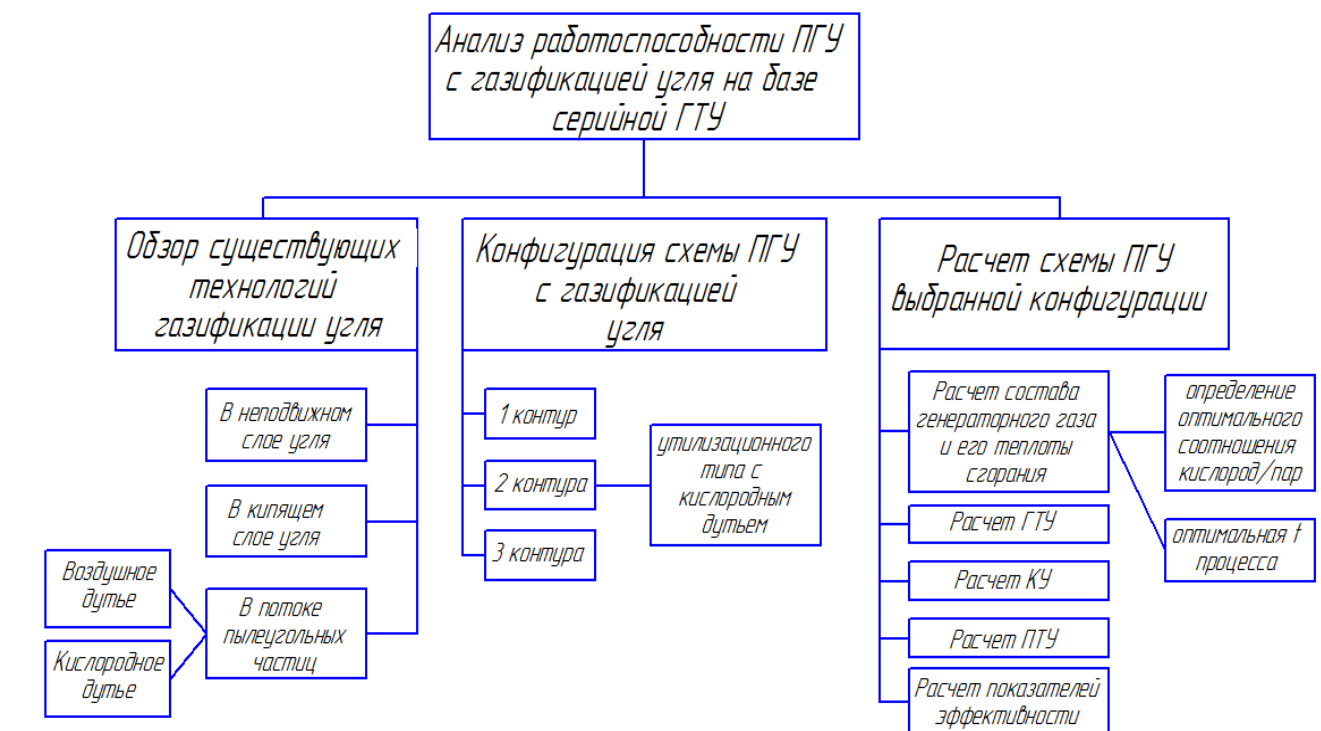 Анализ работоспособности ПГУ
с газификацией угля на базе
серийной ГТУ
Обзор существующих
технологий
газификации угля
В неподвижном
слое угля
В кипящем
слое угля
В потоке
пылеугольных
частиц
Воздушное
дутье
Кислородное
дутье
Конфигурация схемы ПГУ
с газификацией
угля
1 контур
2 контура
3 контура
утилизационного
типа с
кислородным
дутьем
Расчет схемы ПГУ
выбранной конфигурации
Расчет состава
генераторного газа
и его теплоты
сгорания
определение
оптимального
соотношения
кислород/пар
оптимальная t
процесса
Расчет ГТУ
Расчет КУ
Расчет ПТУ
Расчет показателей
эффективности